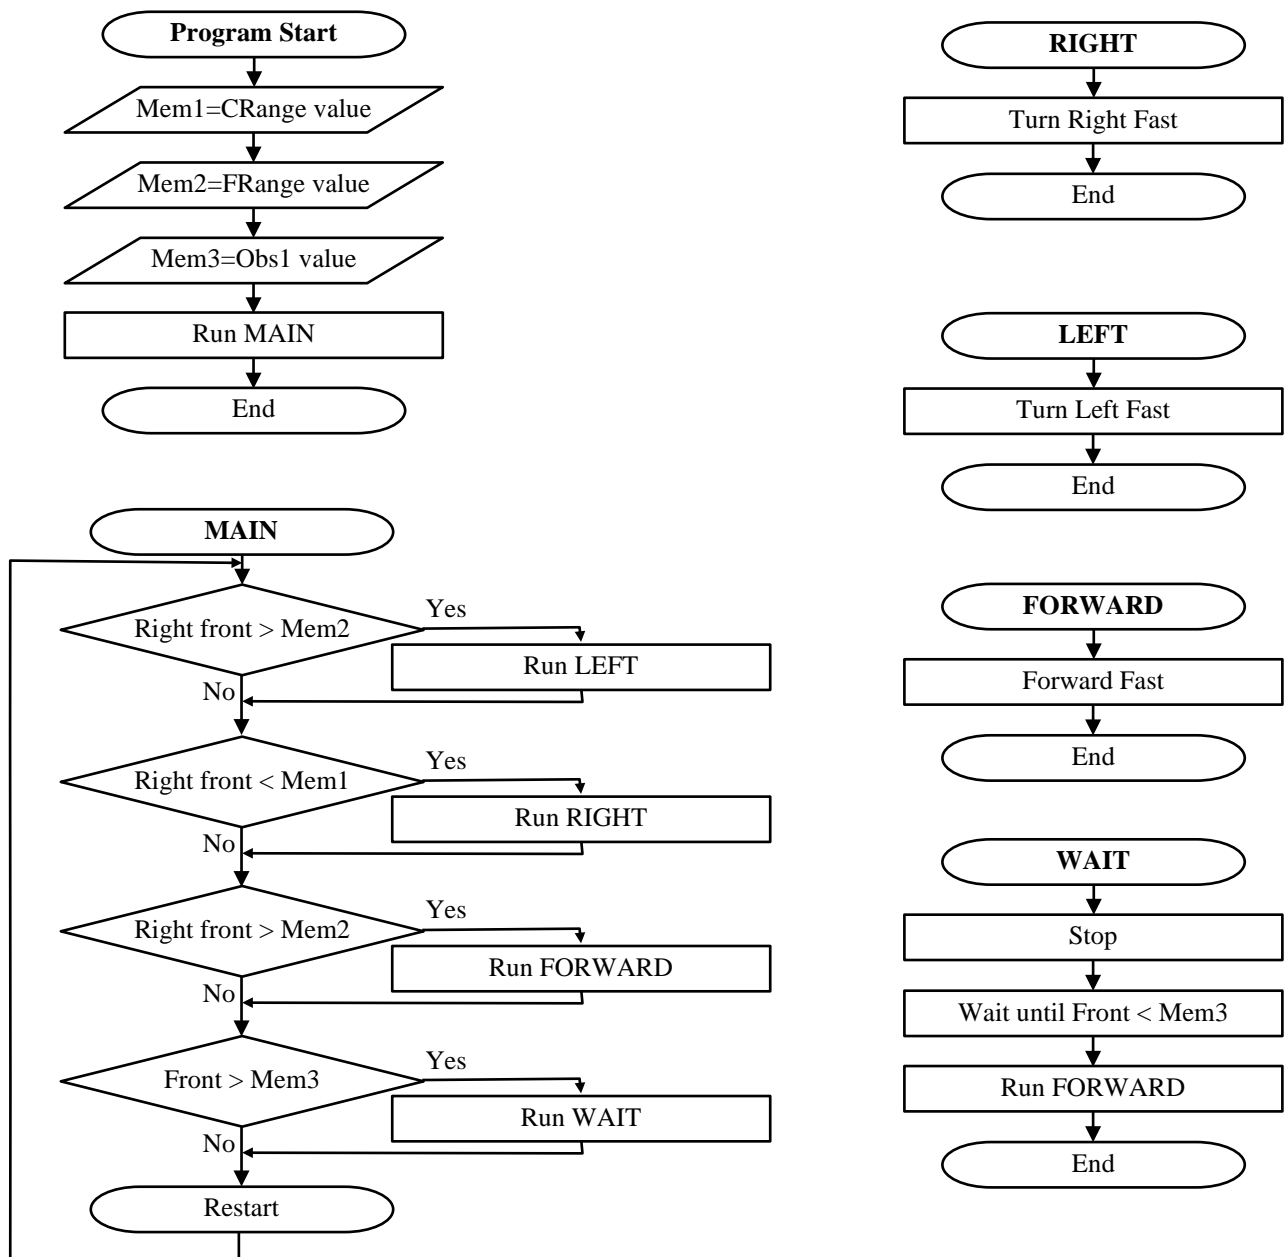 Program Start
Mem1=CRange value
Mem2=FRange value
Mem3=Obs1 value
Run MAIN
End
MAIN
Right front > Mem2
Yes
Run LEFT
No
Right front < Mem1
Yes
Run RIGHT
No
Right front > Mem2
Yes
Run FORWARD
No
Front > Mem3
Yes
Run WAIT
No
Restart
RIGHT
Turn Right Fast
End
LEFT
Turn Left Fast
End
FORWARD
Forward Fast
End
WAIT
Stop
Wait until Front < Mem3
Run FORWARD
End